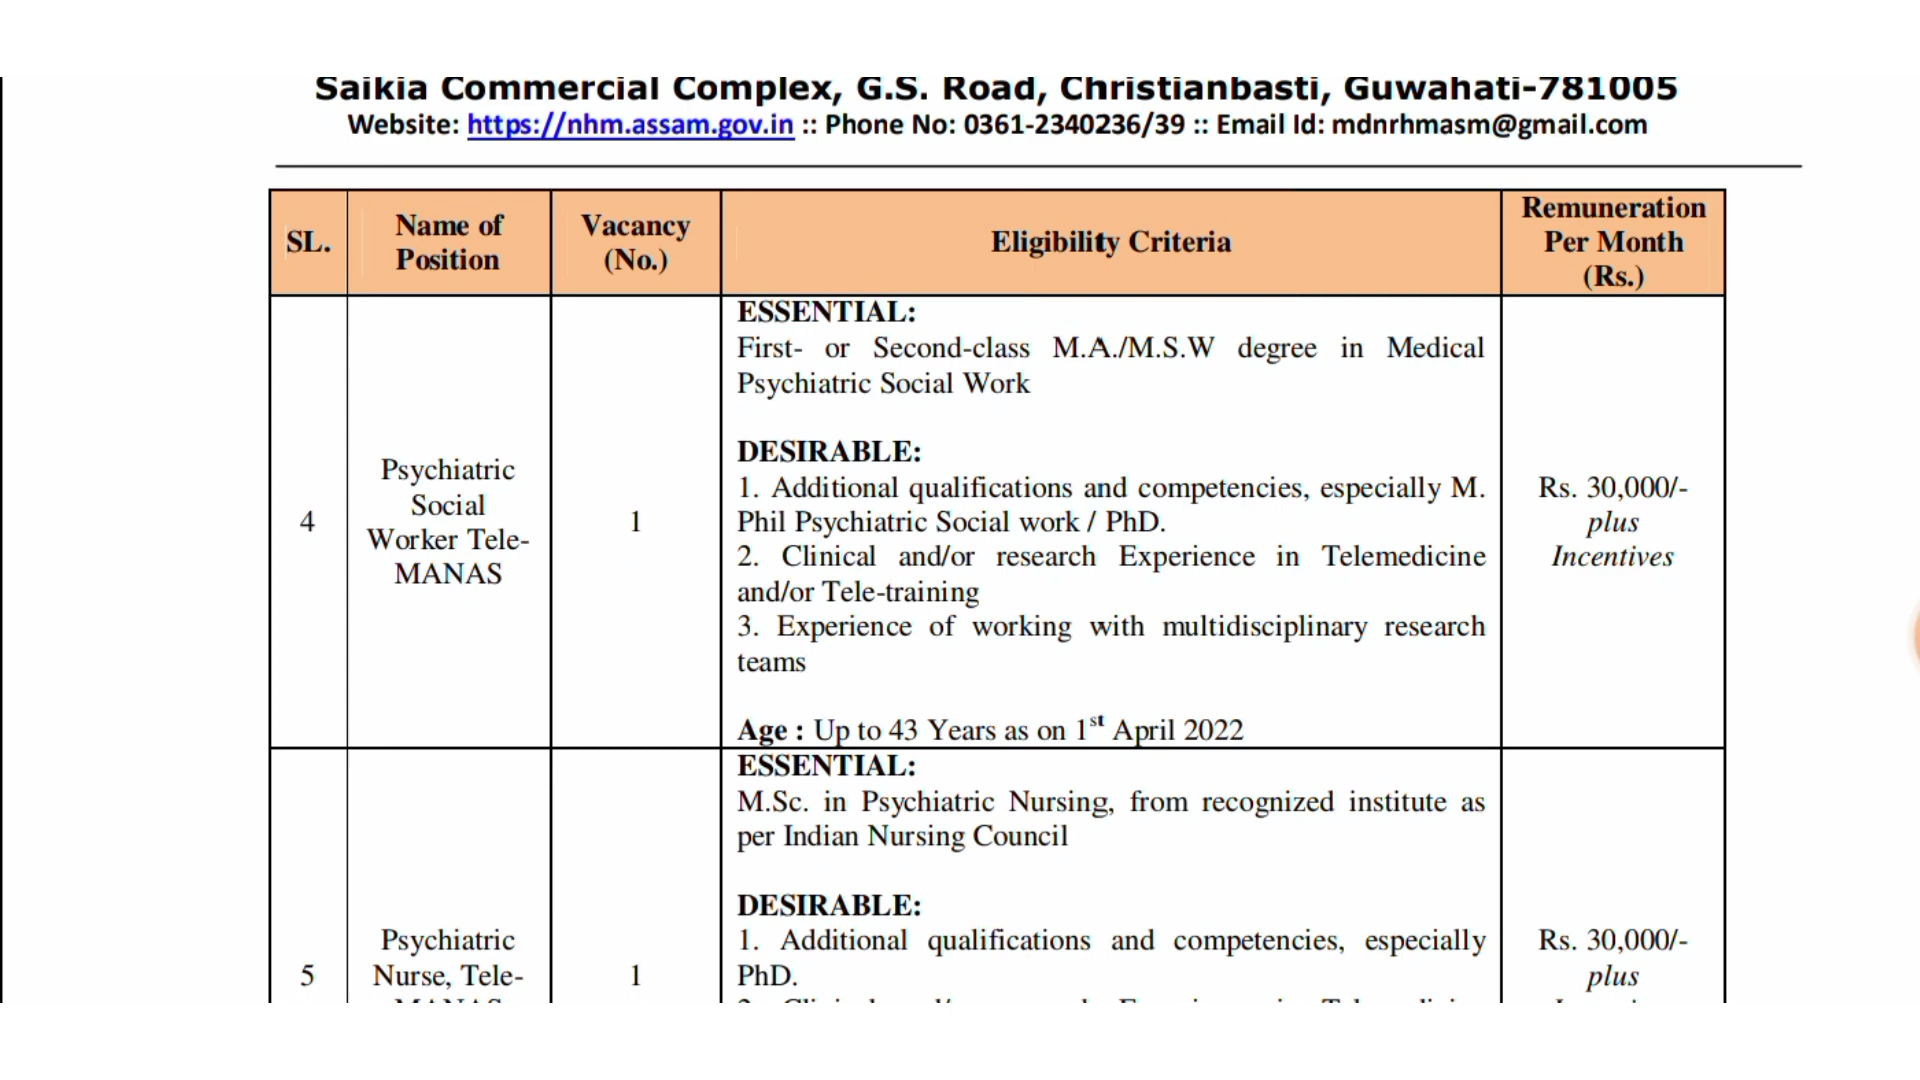 Saikia Commercial Complex, G.S. Road, Christianbasti, Guwahati-781005
Website: https://nhm.assam.gov.in :: Phone No: 0361-2340236/39 :: Email Id: mdnrhmasm@gmail.com
SL.
Name of
Position
Vacancy
(No.)
Eligibility Criteria
Remuneration
Per Month
(Rs.)
4
Psychiatric
Social
Worker Tele-
MANAS
1
ESSENTIAL:
First- or Second-class M.A./M.S.W degree in Medical
Psychiatric Social Work
DESIRABLE:
1. Additional qualifications and competencies, especially M.
Phil Psychiatric Social work / PhD.
2. Clinical and/or research Experience in Telemedicine
and/or Tele-training
3. Experience of working with multidisciplinary research
teams
Age : Up to 43 Years as on 1st April 2022
Rs. 30,000/-
plus
Incentives
5
Psychiatric
Nurse, Tele-
1
ESSENTIAL:
M.Sc. in Psychiatric Nursing, from recognized institute as
per Indian Nursing Council
DESIRABLE:
1. Additional qualifications and competencies, especially
PhD.
Rs. 30,000/-
plus